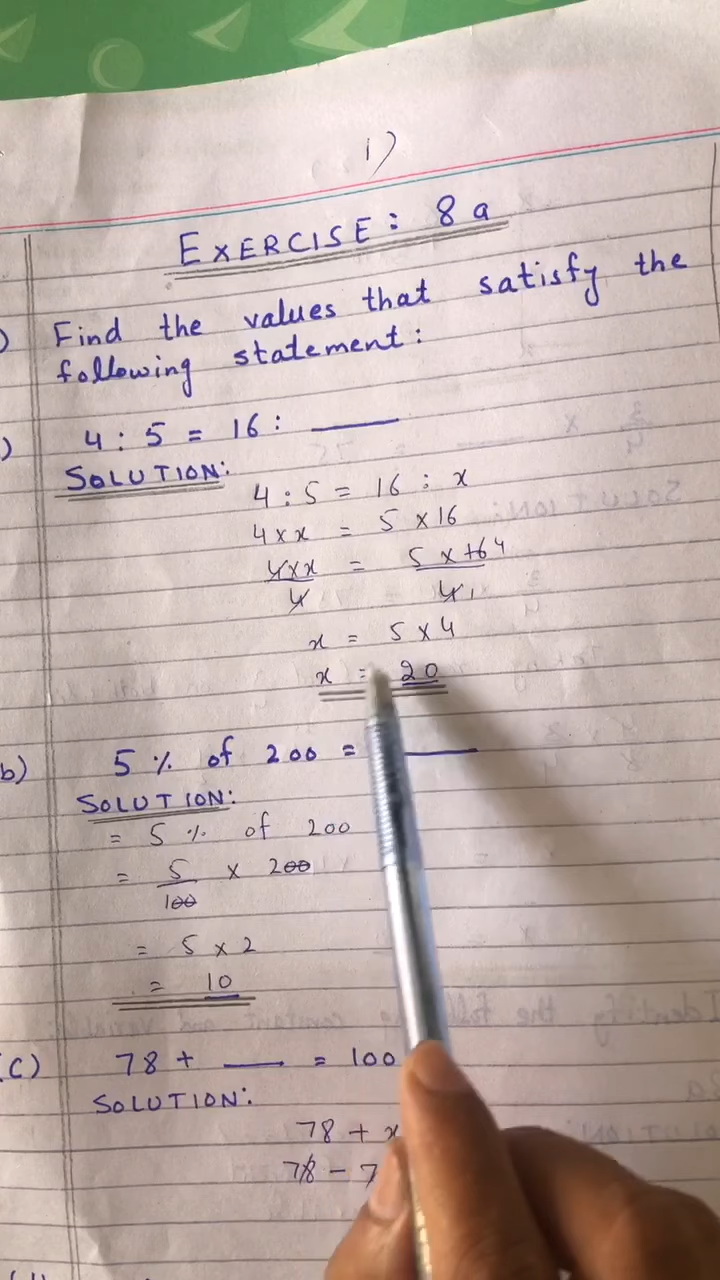 1)
EXERCISE: 8a
) Find the values that satisfy the
following statement:
) 4 : 5 = 16 : ____
SOLUTION:
4 : 5 = 16 : x
4 x x = 5 x 16
4 x x = 5 x 16 4
4 4 1
x = 5 x 4
x = 20
b) 5 % of 200 = ____
SOLUTION:
= 5 % of 200
= 5 x 200
100
= 5 x 2
= 10
(C) 78 + ____ = 100
SOLUTION:
78 + x
78 - 7